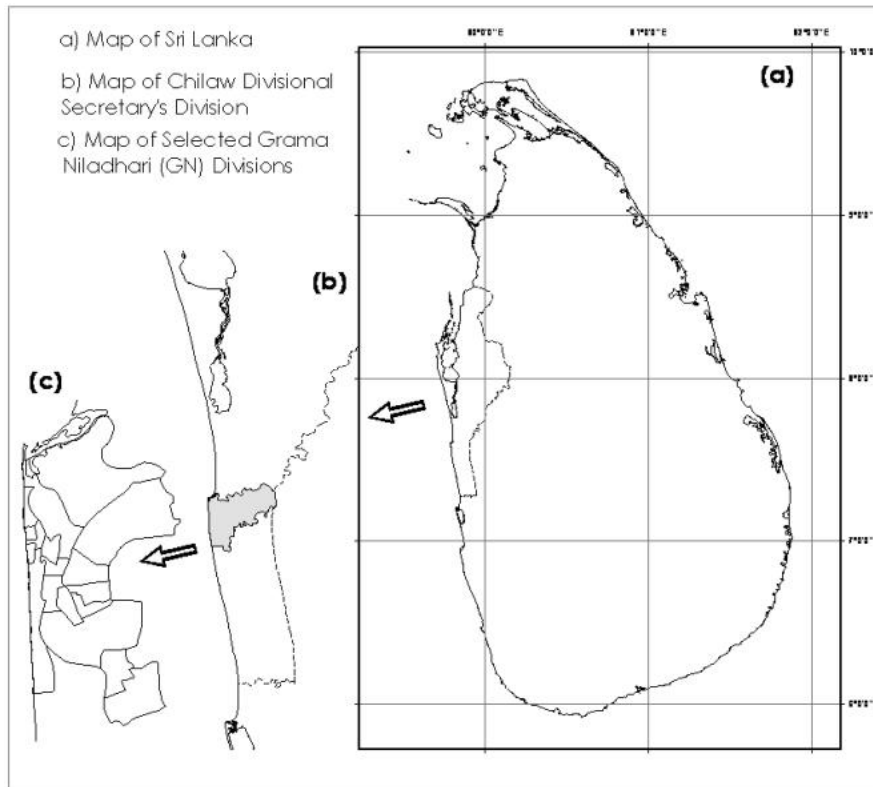 a) Map of Sri Lanka
b) Map of Chilaw Divisional
Secretary's Division
c) Map of Selected Grama
Niladhari (GN) Divisions
(a)
(b)
(c)